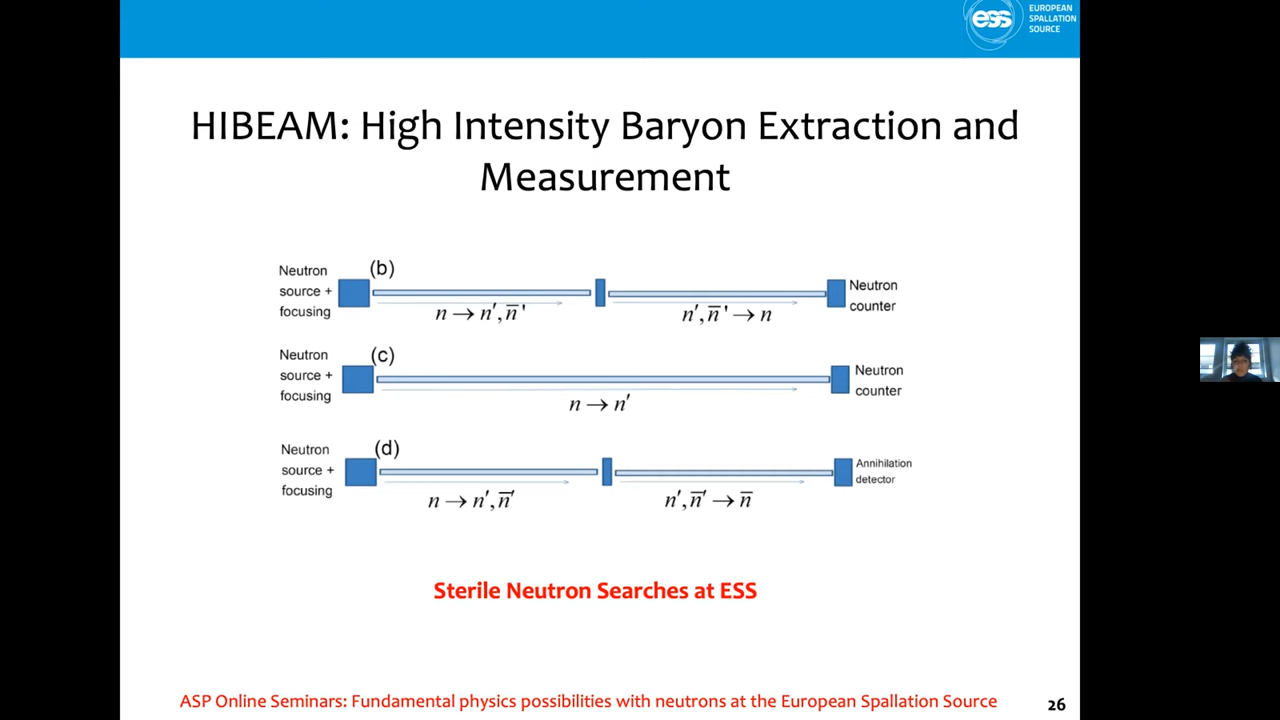 ess
EUROPEAN
SPALLATION
SOURCE
HIBEAM: High Intensity Baryon Extraction and
Measurement
Neutron
source +
focusing
(b)
n → n′, n̅ '
n′, n̅ ' → n
Neutron
counter
Neutron
source +
focusing
(c)
n → n′
Neutron
counter
Neutron
source +
focusing
(d)
n → n′, n̅′
n′, n̅′ → n̅
Annihilation
detector
Sterile Neutron Searches at ESS
ASP Online Seminars: Fundamental physics possibilities with neutrons at the European Spallation Source
26